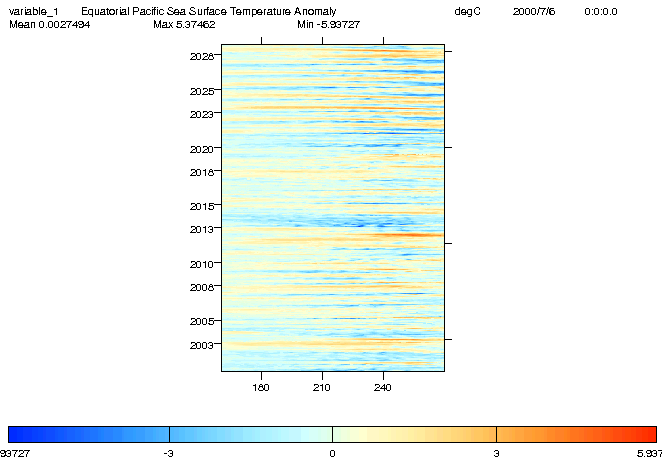 variable_1 Equatorial Pacific Sea Surface Temperature Anomaly degC 2000/7/6 0:0:0.0
Mean 0.0027494 Max 5.37462 Min -5.93727
2026
2025
2023
2020
2018
2015
2013
2010
2008
2005
2003
180 210 240
93727 -3 0 3 5.937